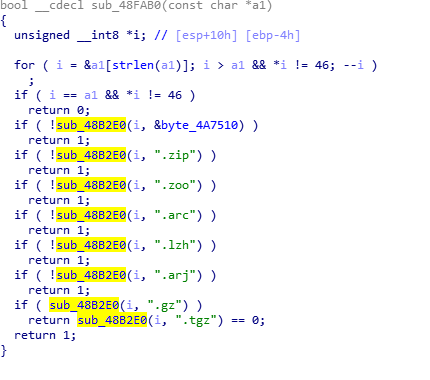 bool __cdecl sub_48FAB0(const char *a1)
{
  unsigned __int8 *i; // [esp+10h] [ebp-4h]

  for ( i = &a1[strlen(a1)]; i > a1 && *i != 46; --i )
    ;
  if ( i == a1 && *i != 46 )
    return 0;
  if ( !sub_48B2E0(i, &byte_4A7510) )
    return 1;
  if ( !sub_48B2E0(i, ".zip") )
    return 1;
  if ( !sub_48B2E0(i, ".zoo") )
    return 1;
  if ( !sub_48B2E0(i, ".arc") )
    return 1;
  if ( !sub_48B2E0(i, ".lzh") )
    return 1;
  if ( !sub_48B2E0(i, ".arj") )
    return 1;
  if ( sub_48B2E0(i, ".gz") )
    return sub_48B2E0(i, ".tgz") == 0;
  return 1;
}